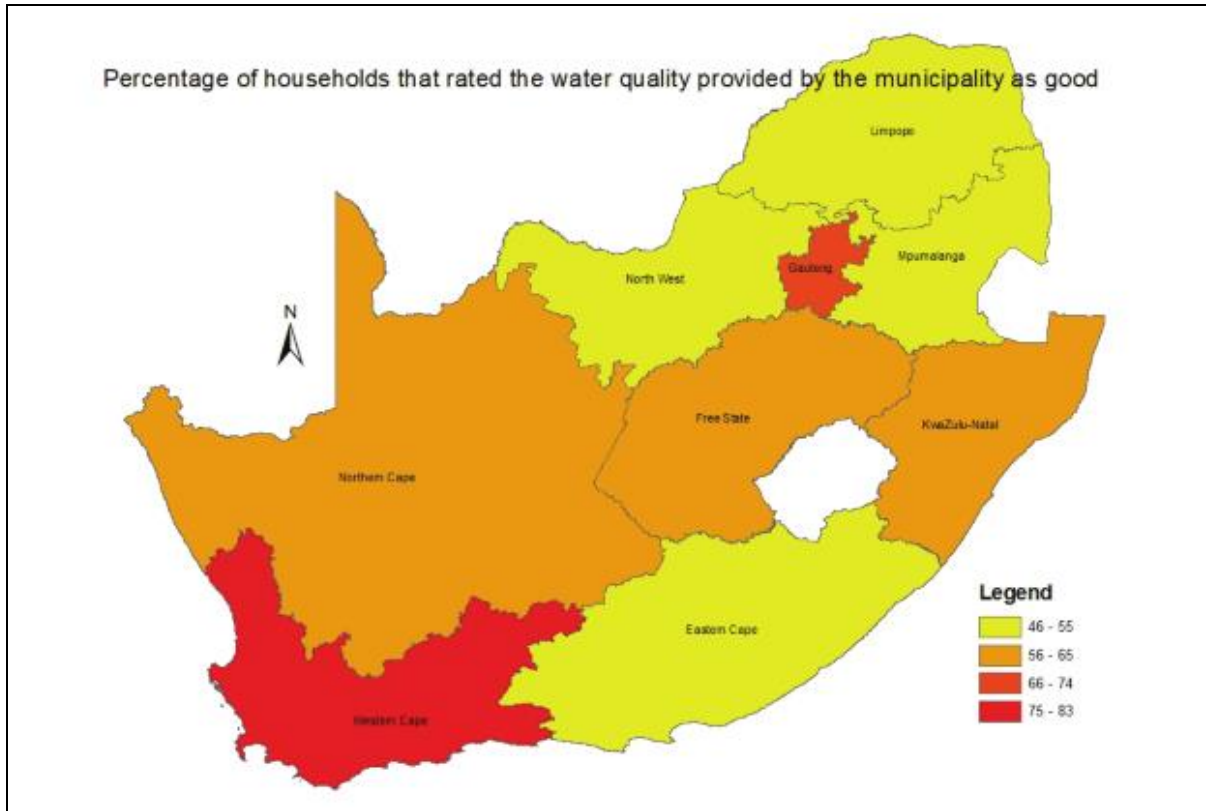 Percentage of households that rated the water quality provided by the municipality as good
Limpopo
Mpumalanga
Gauteng
North West
N
Free State
KwaZulu-Natal
Northern Cape
Eastern Cape
Western Cape
Legend
46 - 55
56 - 65
66 - 74
75 - 83